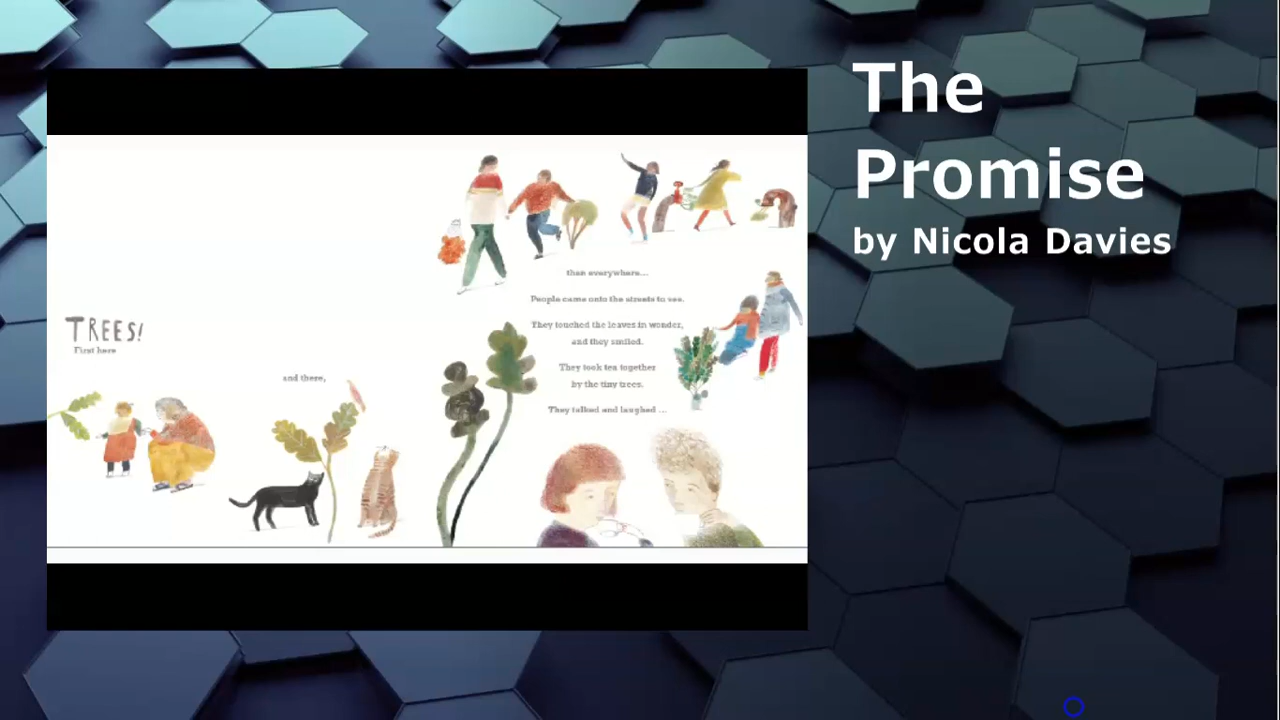 The
Promise
by Nicola Davies
TREES!
First here
and there,
then everywhere...
People came onto the streets to see.
They touched the leaves in wonder,
and they smiled.
They took tea together
by the tiny trees.
They talked and laughed ...